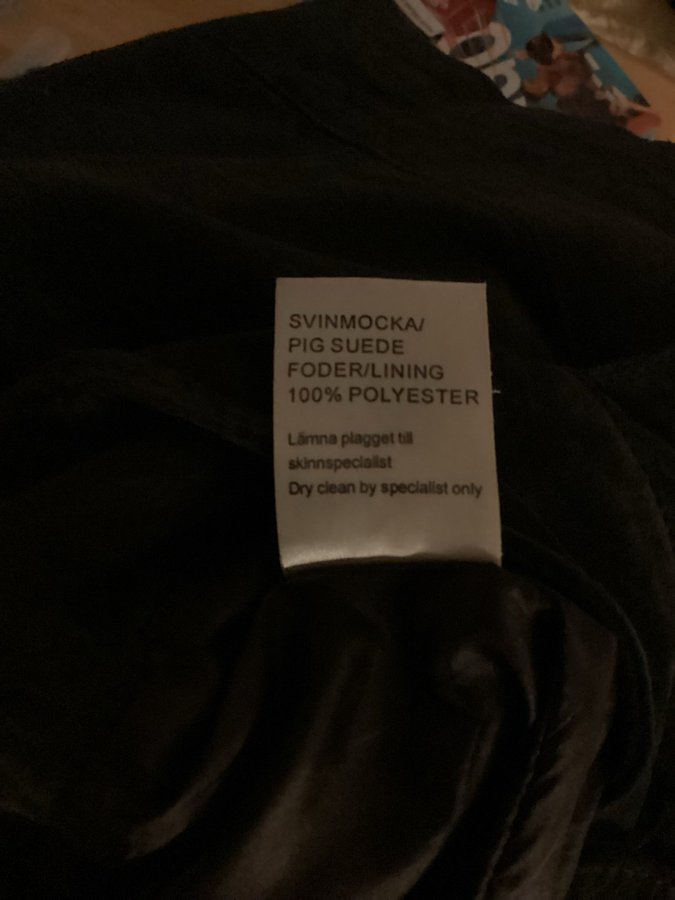 SVINMOCKA/
PIG SUEDE
FODER/LINING
100% POLYESTER
Lämna plagget till
skinnspecialist
Dry clean by specialist only